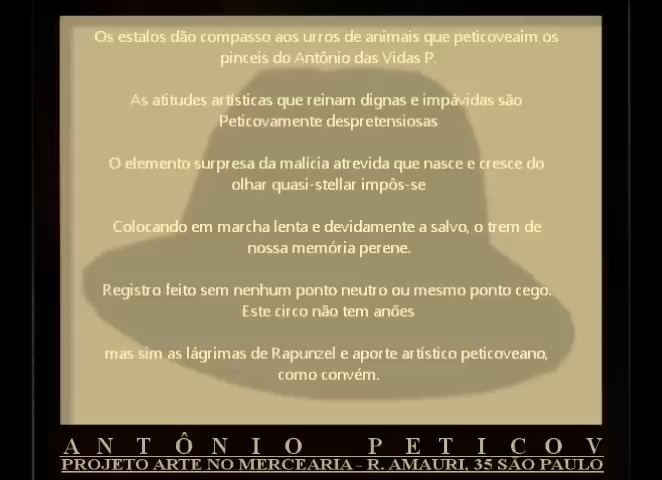 Os estalos dão compasso aos urros de animais que peticoveaim os
pinceis do Antônio das Vidas P.
As atitudes artísticas que reinam dignas e impávidas são
Peticovamente despretensiosas
O elemento surpresa da malícia atrevida que nasce e cresce do
olhar quasi-stellar impôs-se
Colocando em marcha lenta e devidamente a salvo, o trem de
nossa memória perene.
Registro feito sem nenhum ponto neutro ou mesmo ponto cego.
Este circo não tem anões
mas sim as lágrimas de Rapunzel e aporte artístico peticoveano,
como convém.
ANTÔNIO PETICOV
PROJETO ARTE NO MERCEARIA - R. AMAURI, 35 SÃO PAULO